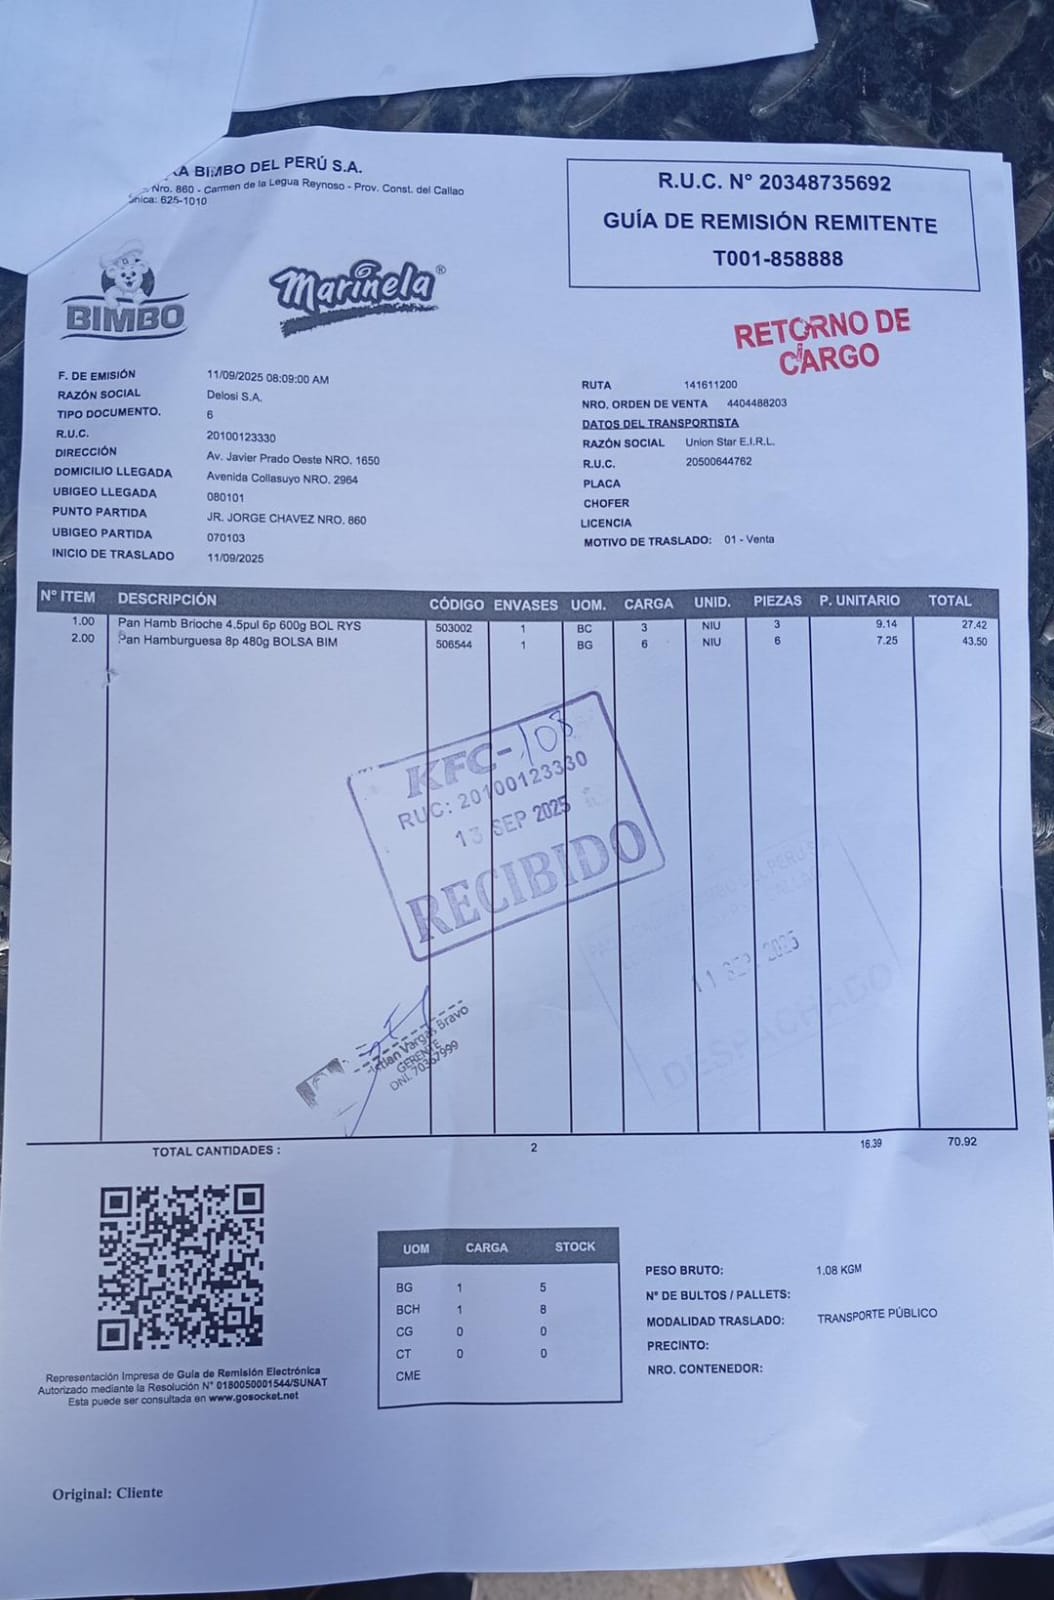 BIMBO DEL PERÚ S.A.
Nro. 860 - Carmen de la Legua Reynoso - Prov. Const. del Callao
625-1010
BIMBO
Marinela®
R.U.C. N° 20348735692
GUÍA DE REMISIÓN REMITENTE
T001-858888
RETORNO DE
CARGO
F. DE EMISIÓN 11/09/2025 08:09:00 AM
RAZÓN SOCIAL Delosi S.A.
TIPO DOCUMENTO. 6
R.U.C. 20100123330
DIRECCIÓN Av. Javier Prado Oeste NRO. 1650
DOMICILIO LLEGADA Avenida Collasuyo NRO. 2964
UBIGEO LLEGADA 080101
PUNTO PARTIDA JR. JORGE CHAVEZ NRO. 860
UBIGEO PARTIDA 070103
INICIO DE TRASLADO 11/09/2025
RUTA 141611200
NRO. ORDEN DE VENTA 4404488203
DATOS DEL TRANSPORTISTA
RAZÓN SOCIAL Union Star E.I.R.L.
R.U.C. 20500644762
PLACA
CHOFER
LICENCIA
MOTIVO DE TRASLADO: 01 - Venta
N° ITEM DESCRIPCIÓN CÓDIGO ENVASES UOM. CARGA UNID. PIEZAS P. UNITARIO TOTAL
1.00 Pan Hamb Brioche 4.5pul 6p 600g BOL RYS 503002 1 BC 3 NIU 3 9.14 27.42
2.00 Pan Hamburguesa 8p 480g BOLSA BIM 506544 1 BG 6 NIU 6 7.25 43.50
KFC-108
RUC: 20100123330
13 SEP 2025
RECIBIDO
11 SEP. 2025
DESPACHADO
Vargas Bravo
GERENTE
DNI. 70367999
TOTAL CANTIDADES : 2 16.39 70.92
UOM CARGA STOCK
BG 1 5
BCH 1 8
CG 0 0
CT 0 0
CME
PESO BRUTO: 1.08 KGM
N° DE BULTOS / PALLETS:
MODALIDAD TRASLADO: TRANSPORTE PÚBLICO
PRECINTO:
NRO. CONTENEDOR:
Representación Impresa de Guía de Remisión Electrónica
Autorizado mediante la Resolución N° 0180050001544/SUNAT
Esta puede ser consultada en www.gosocket.net
Original: Cliente